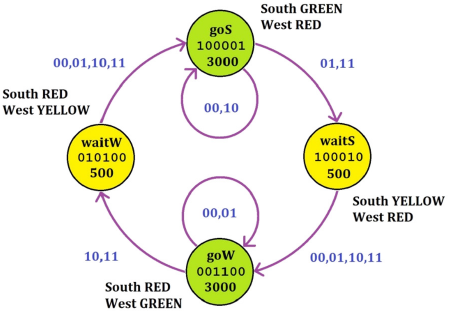 South GREEN
West RED
goS
100001
3000
00,01,10,11
01,11
00,10
South RED
West YELLOW
waitW
010100
500
waitS
100010
500
South YELLOW
West RED
00,01
10,11
00,01,10,11
goW
001100
3000
South RED
West GREEN